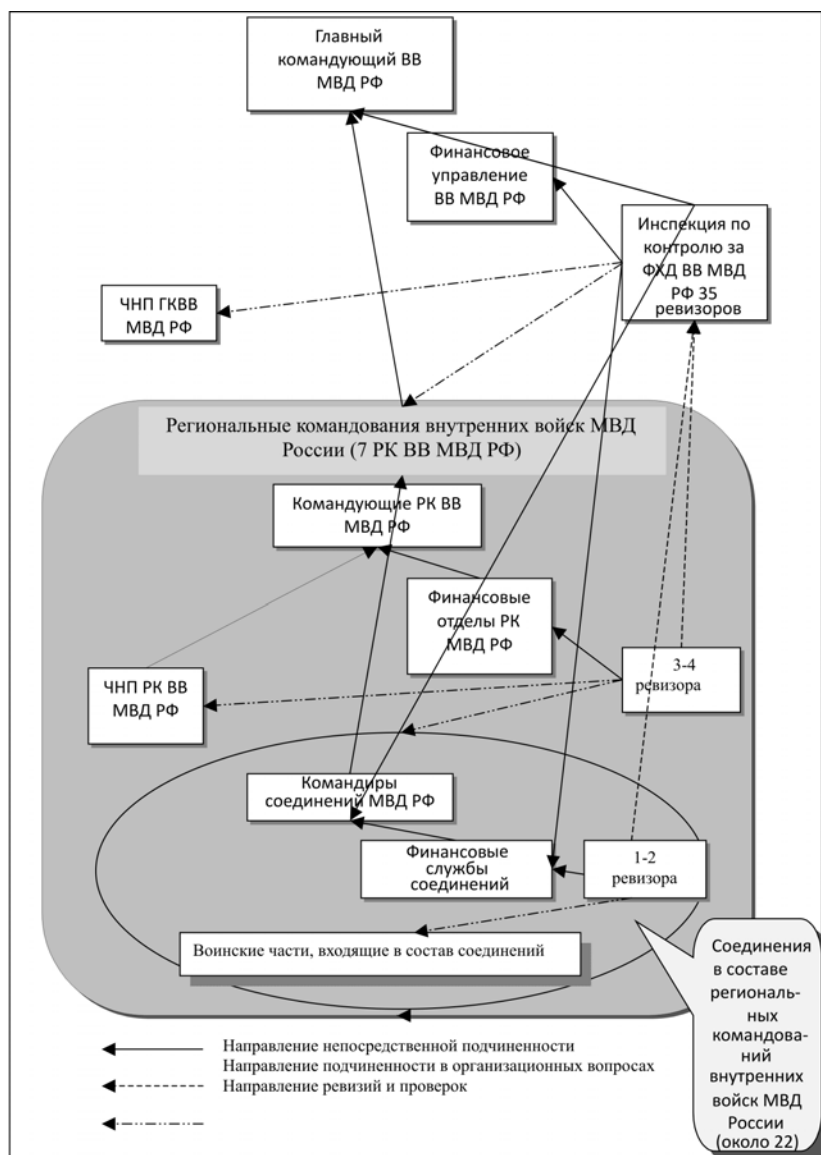 Главный
командующий ВВ
МВД РФ
Финансовое
управление
ВВ МВД РФ
Инспекция по
контролю за
ФХД ВВ МВД
РФ 35
ревизоров
ЧНП ГКВВ
МВД РФ
Региональные командования внутренних войск МВД
России (7 РК ВВ МВД РФ)
Командующие РК ВВ
МВД РФ
Финансовые
отделы РК
МВД РФ
3-4
ревизора
ЧНП РК ВВ
МВД РФ
Командиры
соединений МВД РФ
Финансовые
службы
соединений
1-2
ревизора
Воинские части, входящие в состав соединений
Соединения
в составе
региональ-
ных
командова-
ний
внутренних
войск МВД
России
(около 22)
Направление непосредственной подчиненности
Направление подчиненности в организационных вопросах
Направление ревизий и проверок